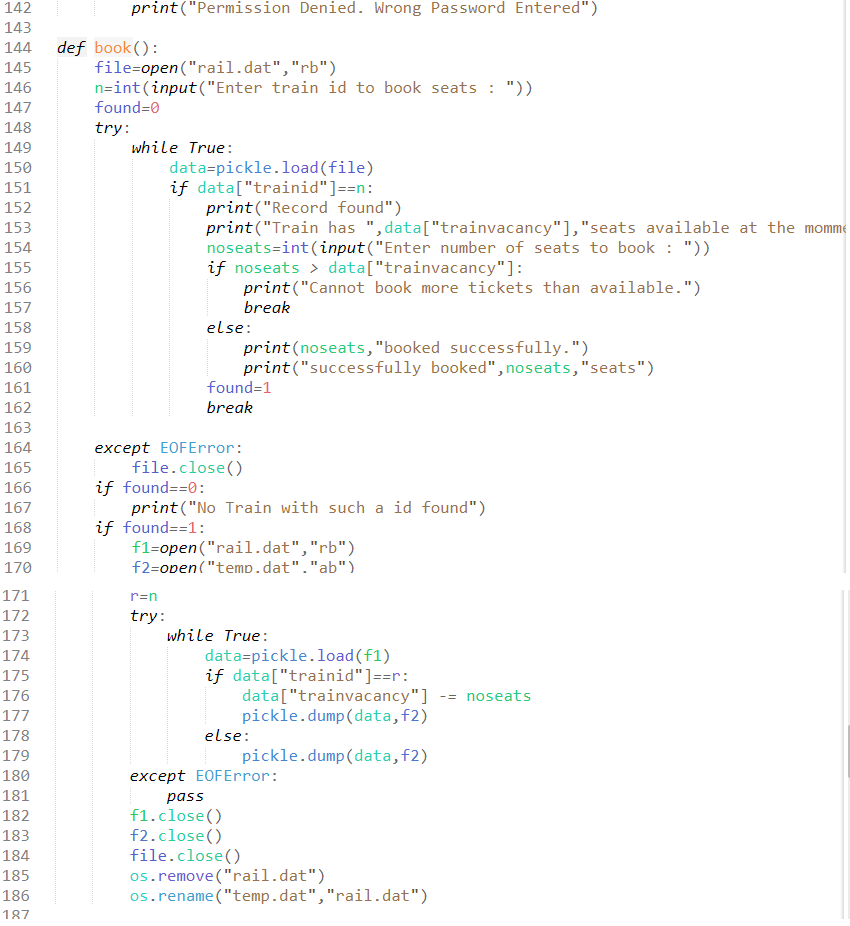 142 print("Permission Denied. Wrong Password Entered")
143
144 def book():
145 file=open("rail.dat","rb")
146 n=int(input("Enter train id to book seats : "))
147 found=0
148 try:
149 while True:
150 data=pickle.load(file)
151 if data["trainid"]==n:
152 print("Record found")
153 print("Train has ",data["trainvacancy"],"seats available at the momme
154 noseats=int(input("Enter number of seats to book : "))
155 if noseats > data["trainvacancy"]:
156 print("Cannot book more tickets than available.")
157 break
158 else:
159 print(noseats,"booked successfully.")
160 print("successfully booked",noseats,"seats")
161 found=1
162 break
163
164 except EOFError:
165 file.close()
166 if found==0:
167 print("No Train with such a id found")
168 if found==1:
169 f1=open("rail.dat","rb")
170 f2=open("temp.dat","ab")
171 r=n
172 try:
173 while True:
174 data=pickle.load(f1)
175 if data["trainid"]==r:
176 data["trainvacancy"] -= noseats
177 pickle.dump(data,f2)
178 else:
179 pickle.dump(data,f2)
180 except EOFError:
181 pass
182 f1.close()
183 f2.close()
184 file.close()
185 os.remove("rail.dat")
186 os.rename("temp.dat","rail.dat")
187